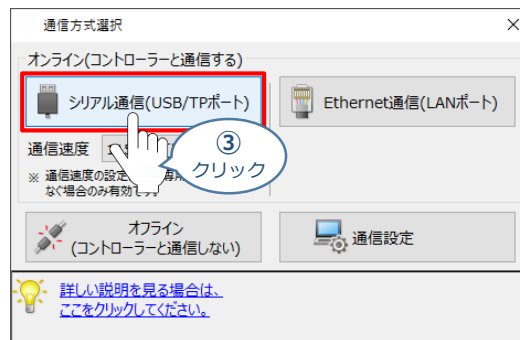 通信方式選択
オンライン(コントローラーと通信する)
シリアル通信(USB/TPポート)
Ethernet通信(LANポート)
通信速度
③
クリック
※ 通信速度の設定
なぐ場合のみ有効です。
オフライン
(コントローラーと通信しない)
通信設定
詳しい説明を見る場合は、
ここをクリックしてください。